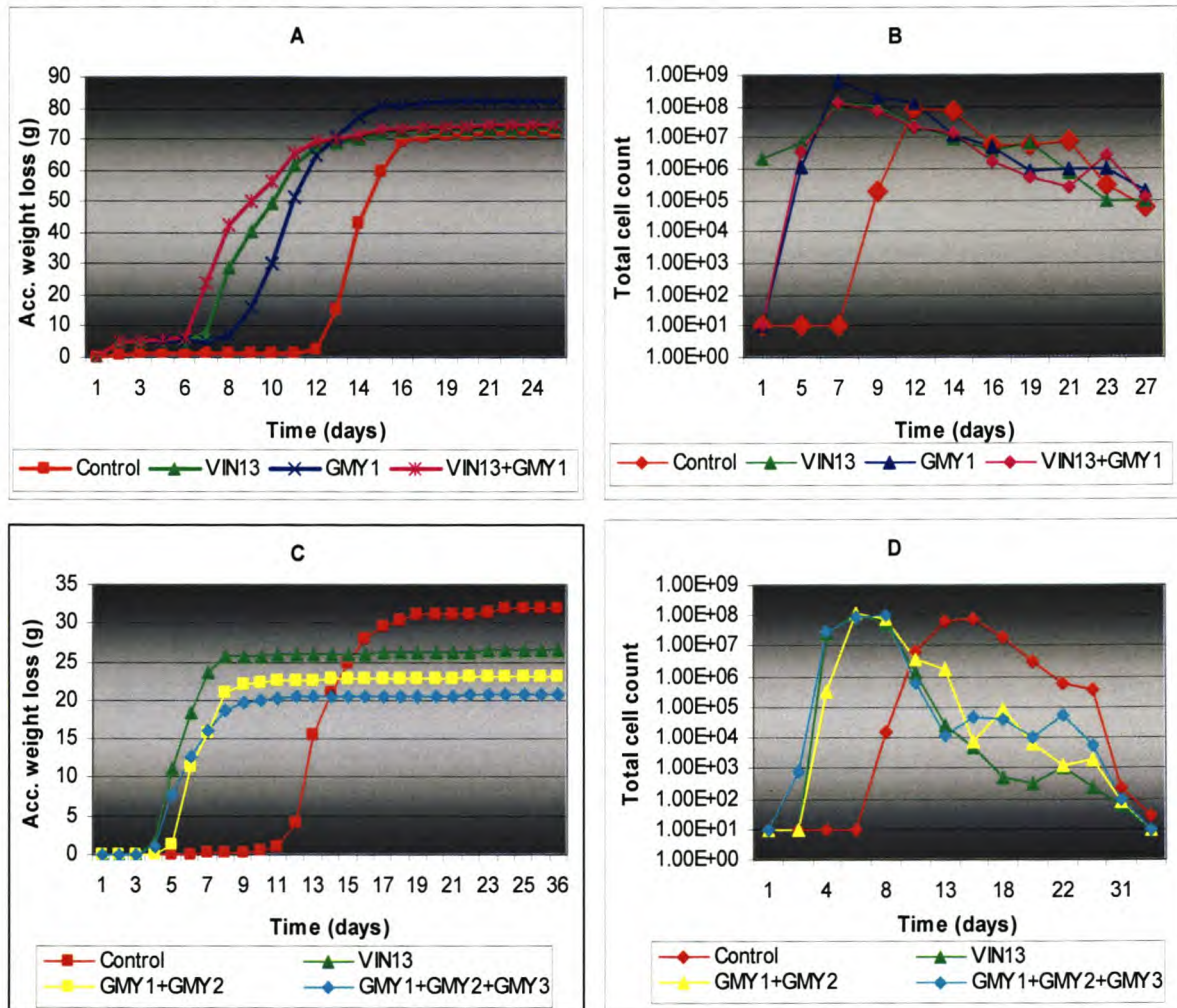 A
Acc. weight loss (g)
90
80
70
60
50
40
30
20
10
0
1 3 6 8 10 12 14 16 19 21 24
Time (days)
Control VIN13 GMY1 VIN13+GMY1
B
Total cell count
1.00E+09
1.00E+08
1.00E+07
1.00E+06
1.00E+05
1.00E+04
1.00E+03
1.00E+02
1.00E+01
1.00E+00
1 5 7 9 12 14 16 19 21 23 27
Time (days)
Control VIN13 GMY1 VIN13+GMY1
C
Acc. weight loss (g)
35
30
25
20
15
10
5
0
1 3 5 7 9 11 13 15 17 19 21 23 25 36
Time (days)
Control VIN13
GMY1+GMY2 GMY1+GMY2+GMY3
D
Total cell count
1.00E+09
1.00E+08
1.00E+07
1.00E+06
1.00E+05
1.00E+04
1.00E+03
1.00E+02
1.00E+01
1.00E+00
1 4 8 13 18 22 31
Time (days)
Control VIN13
GMY1+GMY2 GMY1+GMY2+GMY3